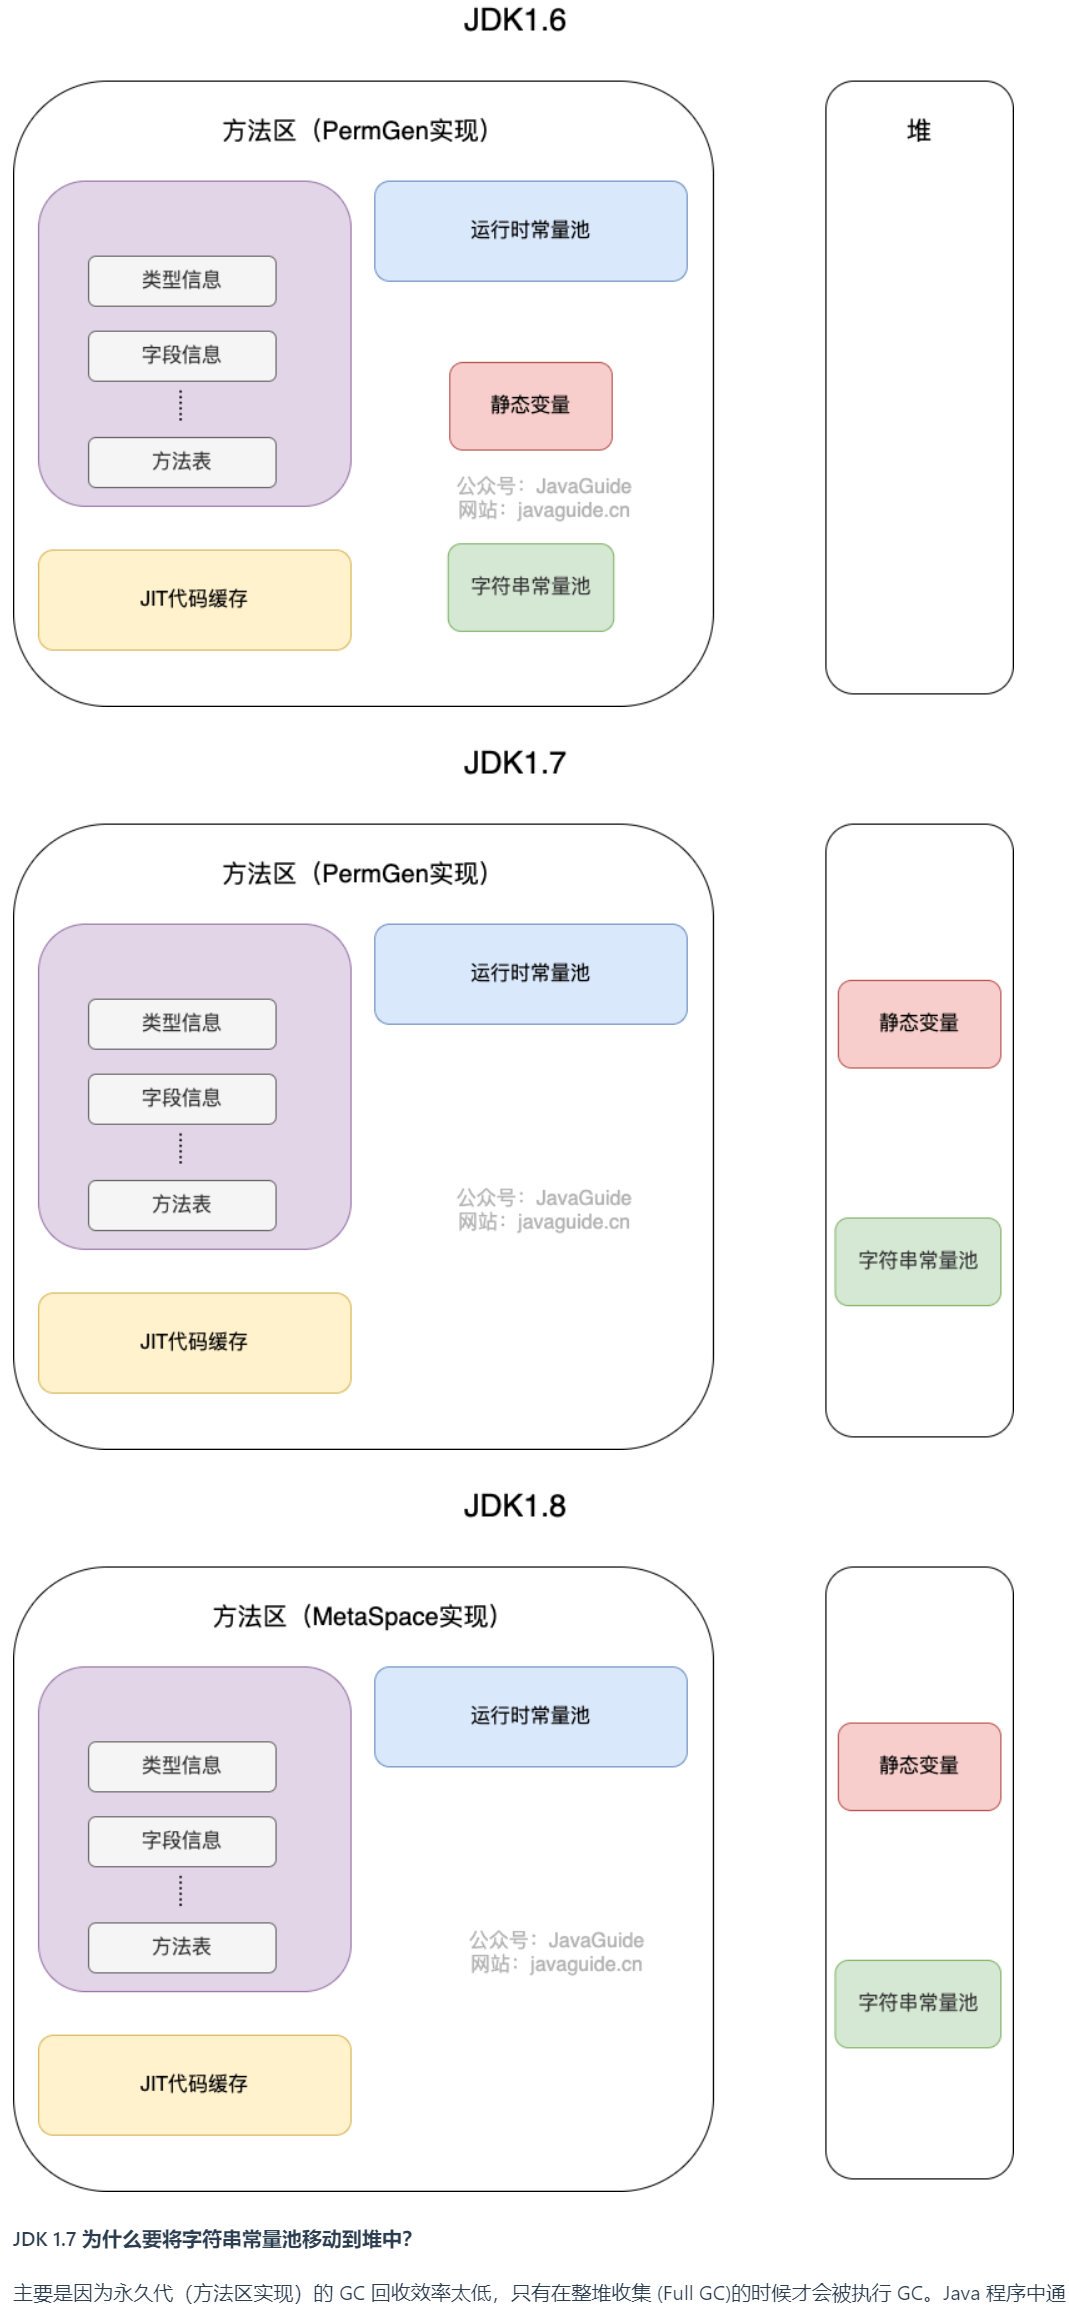 JDK1.6
方法区（PermGen实现）
堆
运行时常量池
类型信息
字段信息
静态变量
方法表
公众号：JavaGuide
网站：javaguide.cn
字符串常量池
JIT代码缓存
JDK1.7
方法区（PermGen实现）
运行时常量池
类型信息
静态变量
字段信息
公众号：JavaGuide
网站：javaguide.cn
方法表
字符串常量池
JIT代码缓存
JDK1.8
方法区（MetaSpace实现）
运行时常量池
类型信息
静态变量
字段信息
公众号：JavaGuide
网站：javaguide.cn
方法表
字符串常量池
JIT代码缓存
JDK 1.7 为什么要将字符串常量池移动到堆中？
主要是因为永久代（方法区实现）的 GC 回收效率太低，只有在整堆收集 (Full GC)的时候才会被执行 GC。Java 程序中通